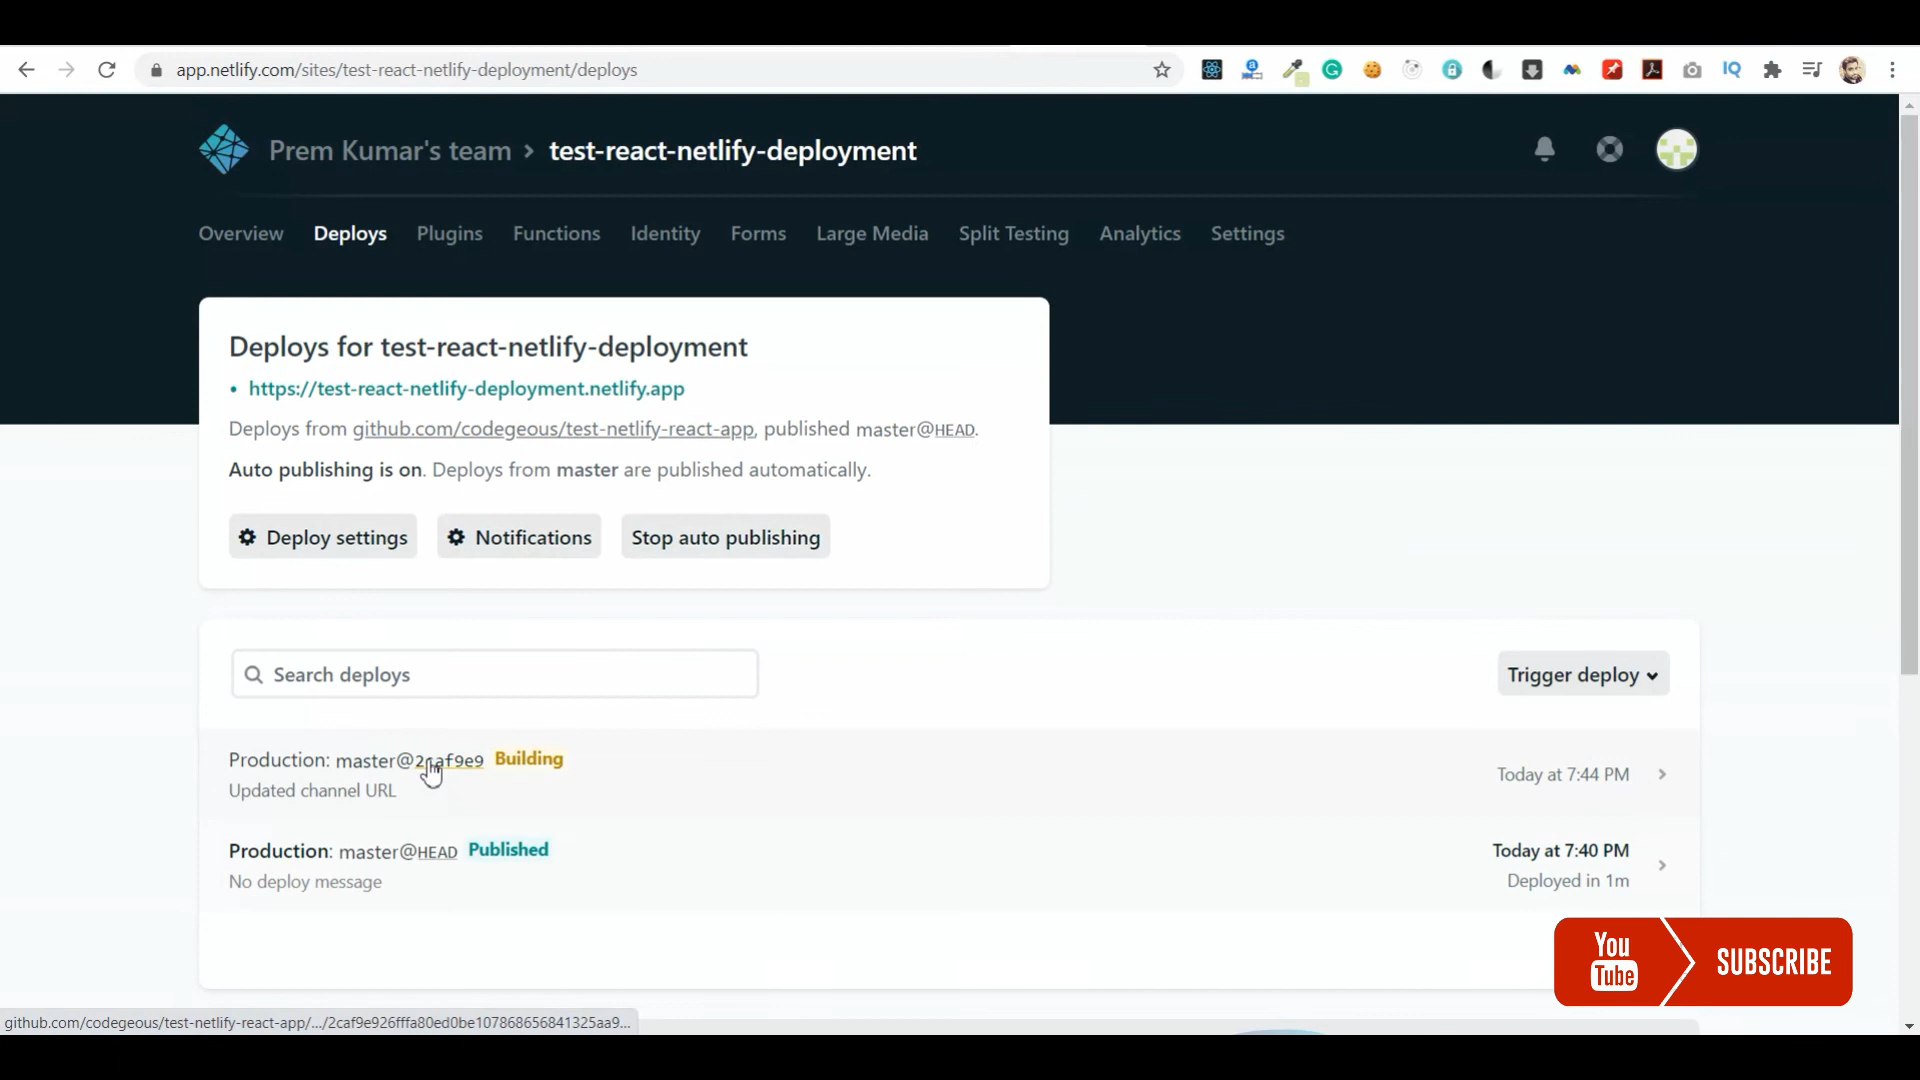 app.netlify.com/sites/test-react-netlify-deployment/deploys
IQ
Prem Kumar's team > test-react-netlify-deployment
Overview Deploys Plugins Functions Identity Forms Large Media Split Testing Analytics Settings
Deploys for test-react-netlify-deployment
• https://test-react-netlify-deployment.netlify.app
Deploys from github.com/codegeous/test-netlify-react-app, published master@HEAD.
Auto publishing is on. Deploys from master are published automatically.
Deploy settings Notifications Stop auto publishing
Search deploys Trigger deploy
Production: master@2caf9e9 Building
Updated channel URL
Today at 7:44 PM
Production: master@HEAD Published
Today at 7:40 PM
No deploy message
Deployed in 1m
You
Tube
SUBSCRIBE
github.com/codegeous/test-netlify-react-app/.../2caf9e926fffa80ed0be107868656841325aa9...